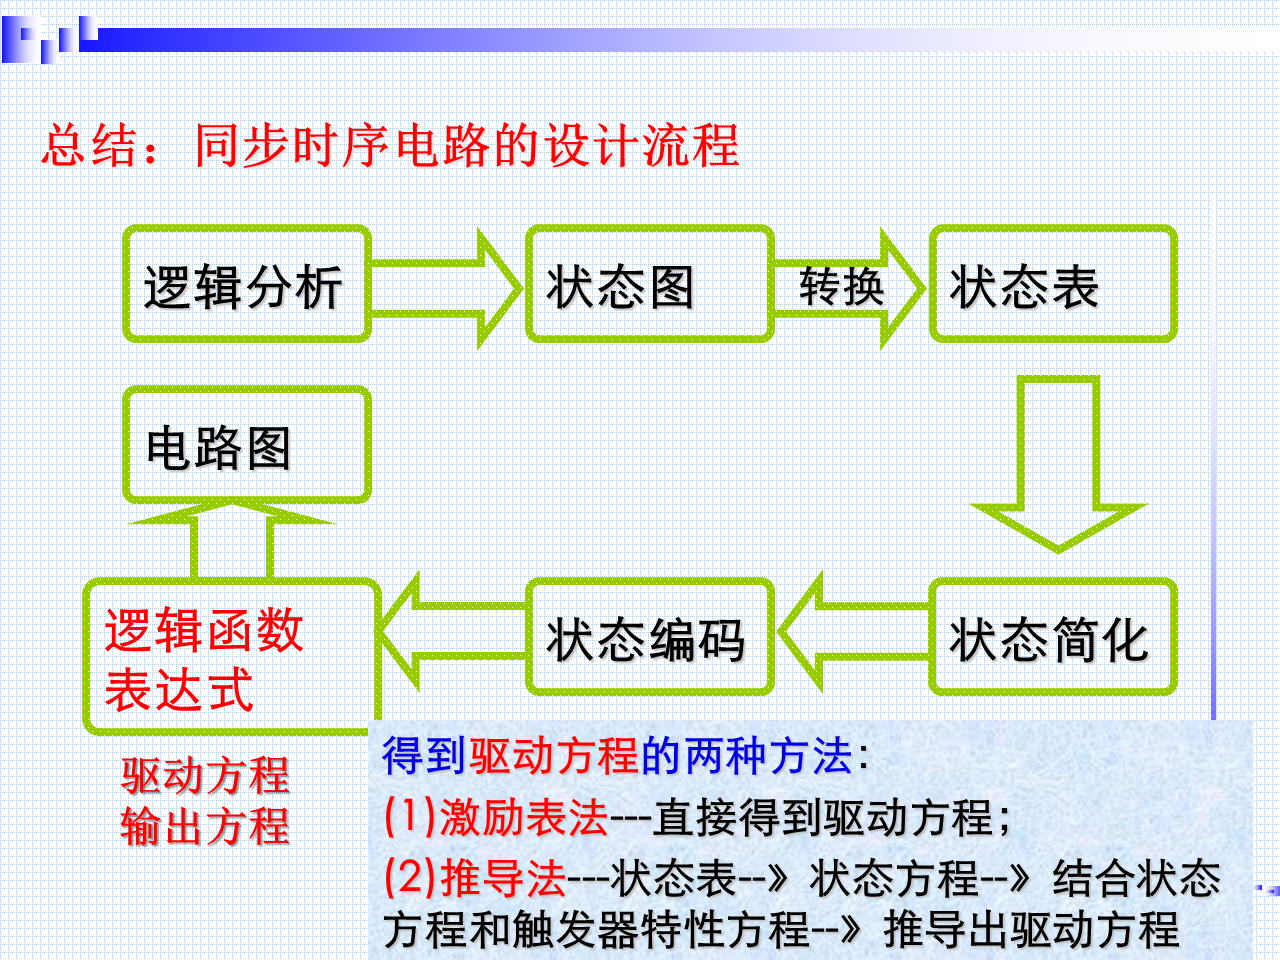 总结：同步时序电路的设计流程
逻辑分析
状态图
转换
状态表
电路图
逻辑函数
表达式
状态编码
状态简化
驱动方程
输出方程
得到驱动方程的两种方法：
(1)激励表法---直接得到驱动方程；
(2)推导法---状态表--》状态方程--》结合状态
方程和触发器特性方程--》推导出驱动方程